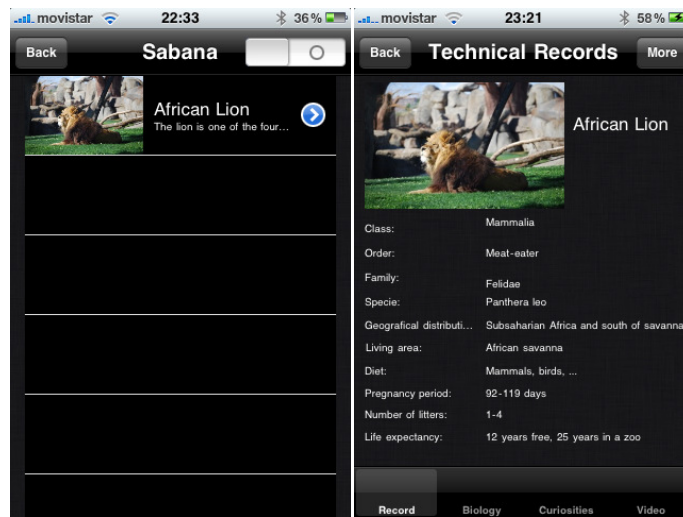 movistar 22:33 36%
Back Sabana
African Lion
The lion is one of the four...
movistar 23:21 58%
Back Technical Records More
African Lion
Class: Mammalia
Order: Meat-eater
Family: Felidae
Specie: Panthera leo
Geografical distributi... Subsaharian Africa and south of savanna
Living area: African savanna
Diet: Mammals, birds, ...
Pregnancy period: 92-119 days
Number of litters: 1-4
Life expectancy: 12 years free, 25 years in a zoo
Record Biology Curiosities Video